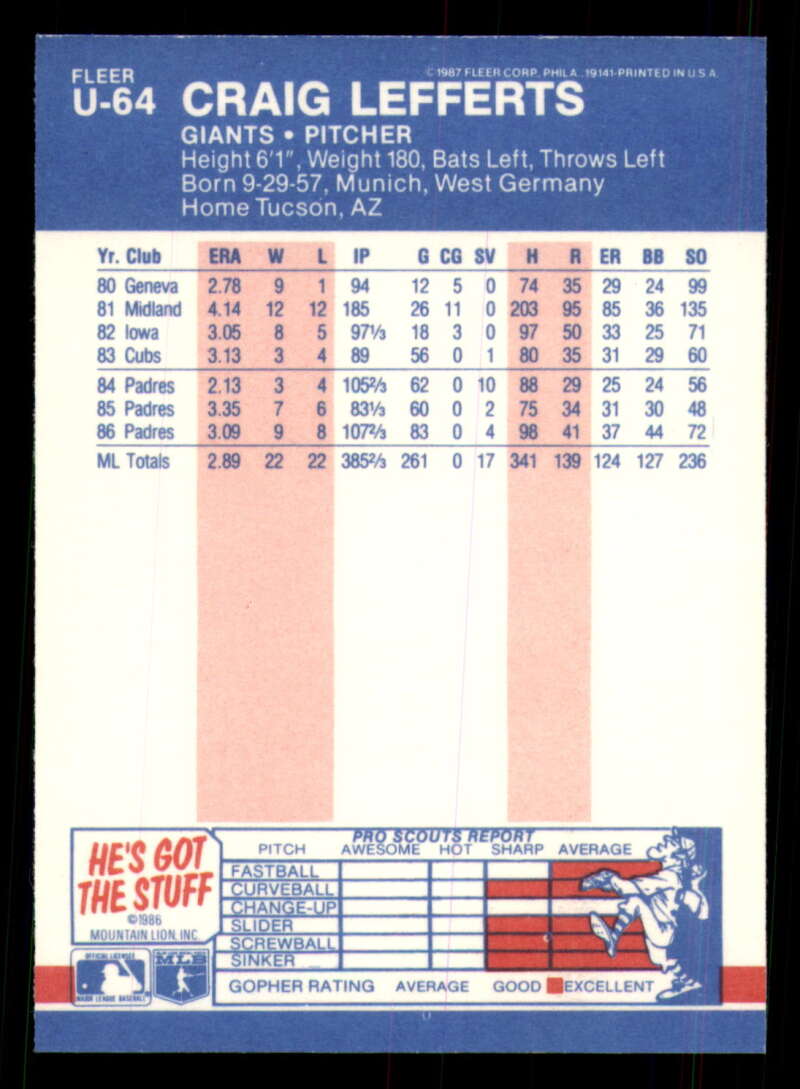 FLEER ©1987 FLEER CORP. PHILA., 19141-PRINTED IN U.S.A.
U-64 CRAIG LEFFERTS
GIANTS • PITCHER
Height 6'1", Weight 180, Bats Left, Throws Left
Born 9-29-57, Munich, West Germany
Home Tucson, AZ
Yr. Club ERA W L IP G CG SV H R ER BB SO
80 Geneva 2.78 9 1 94 12 5 0 74 35 29 24 99
81 Midland 4.14 12 12 185 26 11 0 203 95 85 36 135
82 Iowa 3.05 8 5 97⅓ 18 3 0 97 50 33 25 71
83 Cubs 3.13 3 4 89 56 0 1 80 35 31 29 60
84 Padres 2.13 3 4 105⅔ 62 0 10 88 29 25 24 56
85 Padres 3.35 7 6 83⅓ 60 0 2 75 34 31 30 48
86 Padres 3.09 9 8 107⅔ 83 0 4 98 41 37 44 72
ML Totals 2.89 22 22 385⅔ 261 0 17 341 139 124 127 236
HE'S GOT
THE STUFF
©1986
MOUNTAIN LION, INC.
PRO SCOUTS REPORT
PITCH AWESOME HOT SHARP AVERAGE
FASTBALL
CURVEBALL
CHANGE-UP
SLIDER
SCREWBALL
SINKER
GOPHER RATING AVERAGE GOOD EXCELLENT
OFFICIAL LICENSEE
MAJOR LEAGUE BASEBALL
MLB